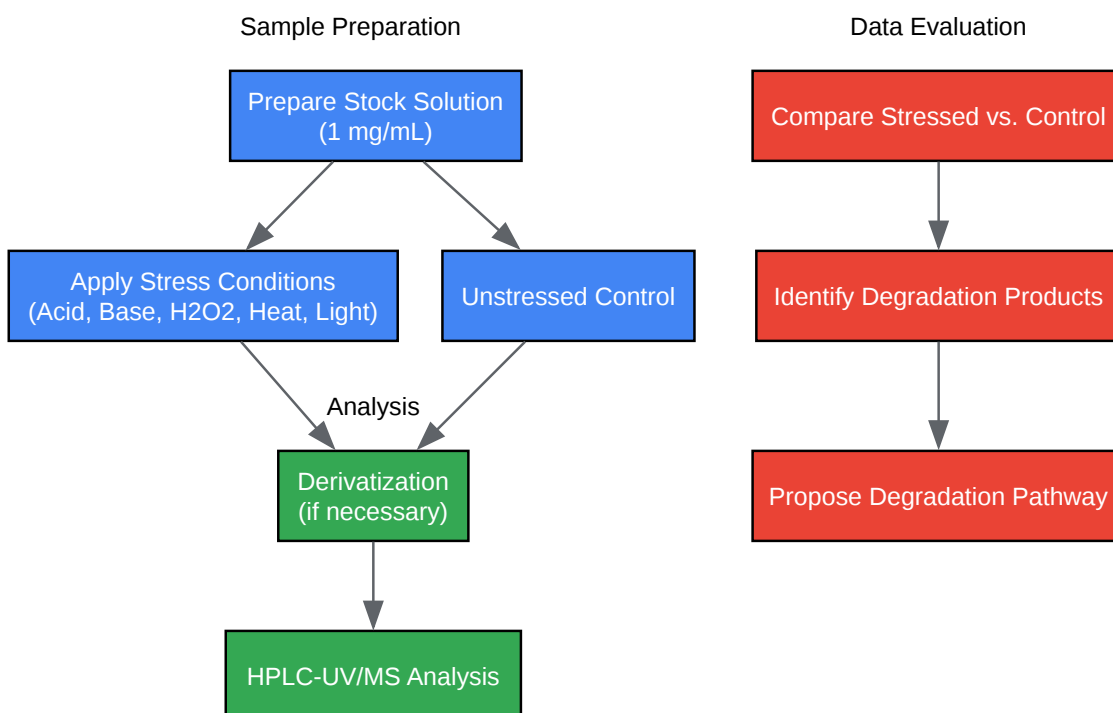 Sample Preparation
Prepare Stock Solution
(1 mg/mL)
Apply Stress Conditions
(Acid, Base, H2O2, Heat, Light)
Unstressed Control
Analysis
Derivatization
(if necessary)
HPLC-UV/MS Analysis
Data Evaluation
Compare Stressed vs. Control
Identify Degradation Products
Propose Degradation Pathway